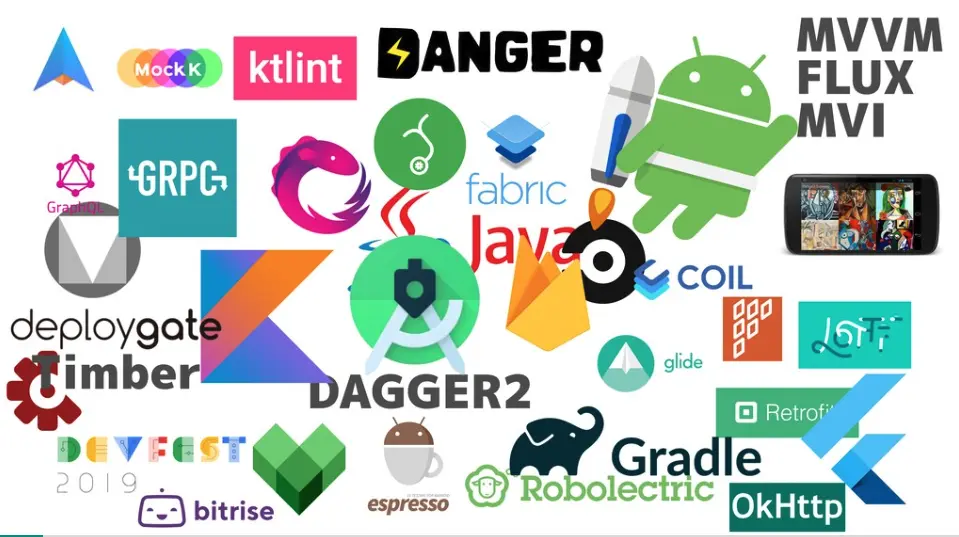 MockK
ktlint
DANGER
MVVM
FLUX
MVI
GRPC
fabric
GraphQL
Java
COIL
deploygate
Timber
glide
LOTTIE
DAGGER2
Retrofit
DEVFEST
2019
Gradle
espresso
Robolectric
bitrise
OkHttp